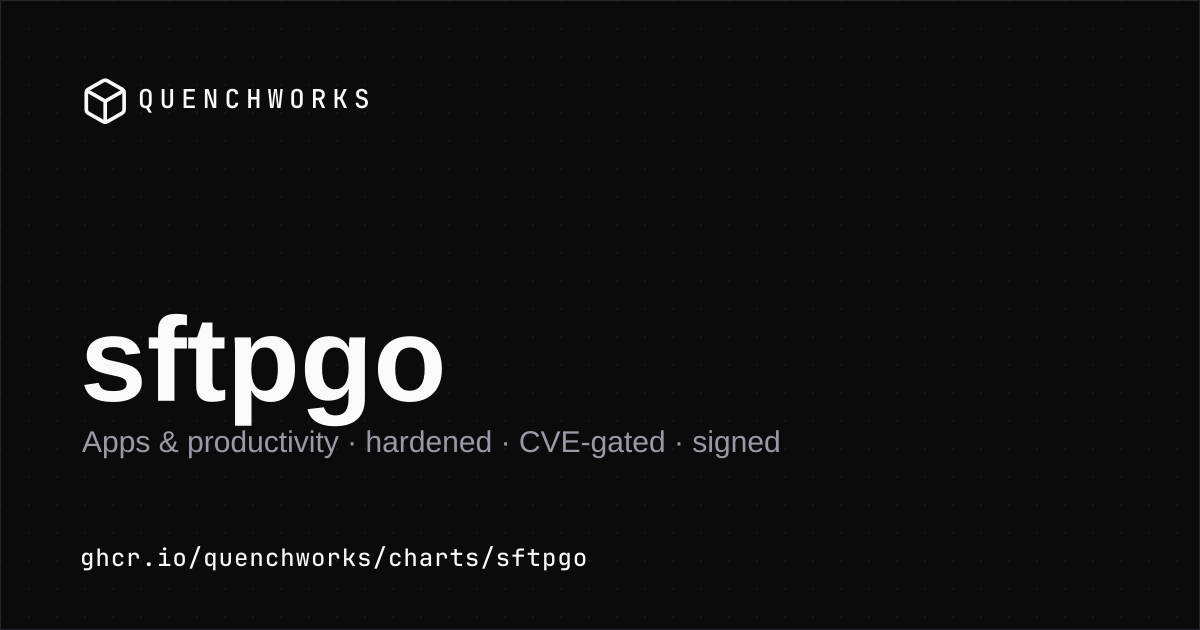 QUENCHWORKS
sftpgo
Apps & productivity · hardened · CVE-gated · signed
ghcr.io/quenchworks/charts/sftpgo